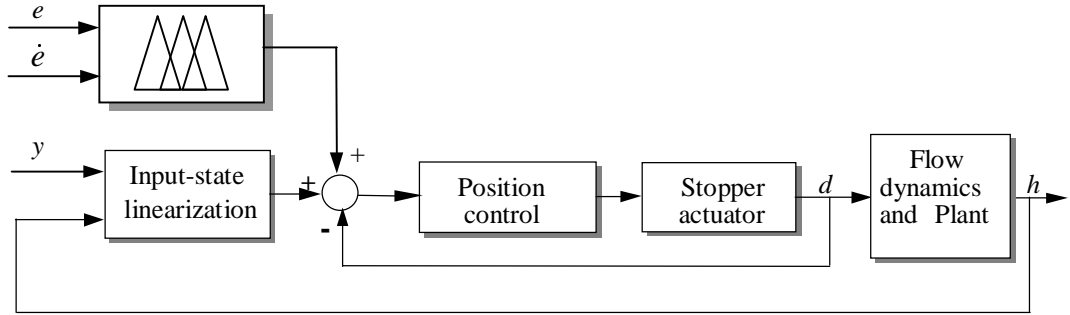 e
ė
y
Input-state
linearization
+
+
-
Position
control
Stopper
actuator
d
Flow
dynamics
and Plant
h